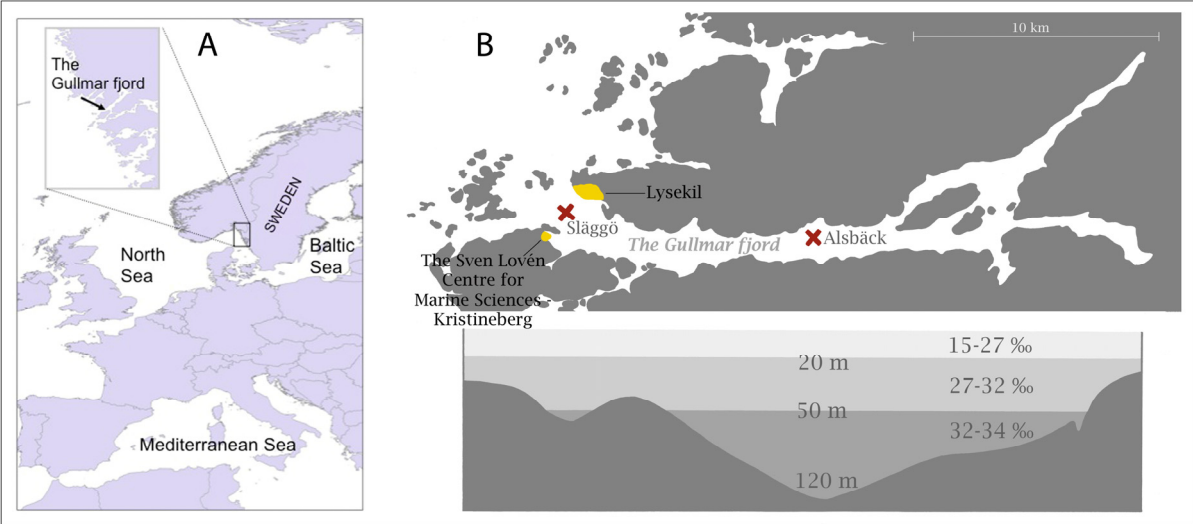 A
The
Gullmar fjord
SWEDEN
North
Sea
Baltic
Sea
Mediterranean Sea
B
10 km
Lysekil
Släggö
The Gullmar fjord
Alsbäck
The Sven Lovén
Centre for
Marine Sciences -
Kristineberg
15-27 ‰
20 m
27-32 ‰
50 m
32-34 ‰
120 m